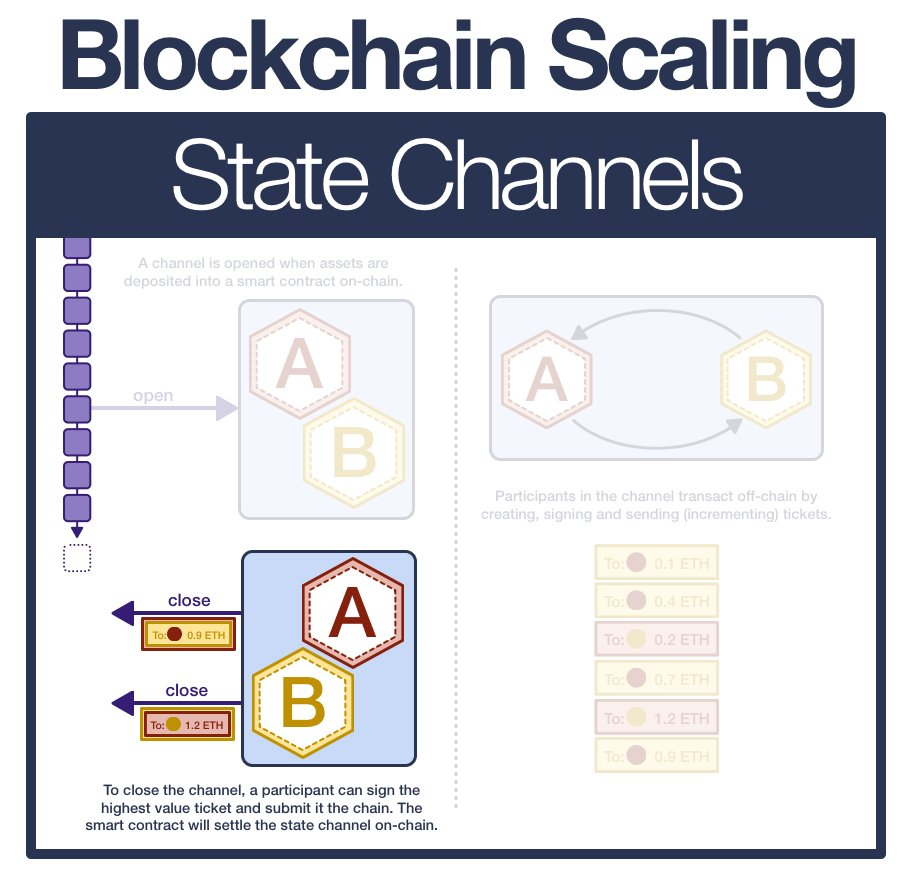 Blockchain Scaling
State Channels
A channel is opened when assets are
deposited into a smart contract on-chain.
open
A
B
A
B
Participants in the channel transact off-chain by
creating, signing and sending (incrementing) tickets.
To: 0.1 ETH
To: 0.4 ETH
To: 0.2 ETH
To: 0.7 ETH
To: 1.2 ETH
To: 0.9 ETH
close
To: 0.9 ETH
close
To: 1.2 ETH
A
B
To close the channel, a participant can sign the
highest value ticket and submit it the chain. The
smart contract will settle the state channel on-chain.